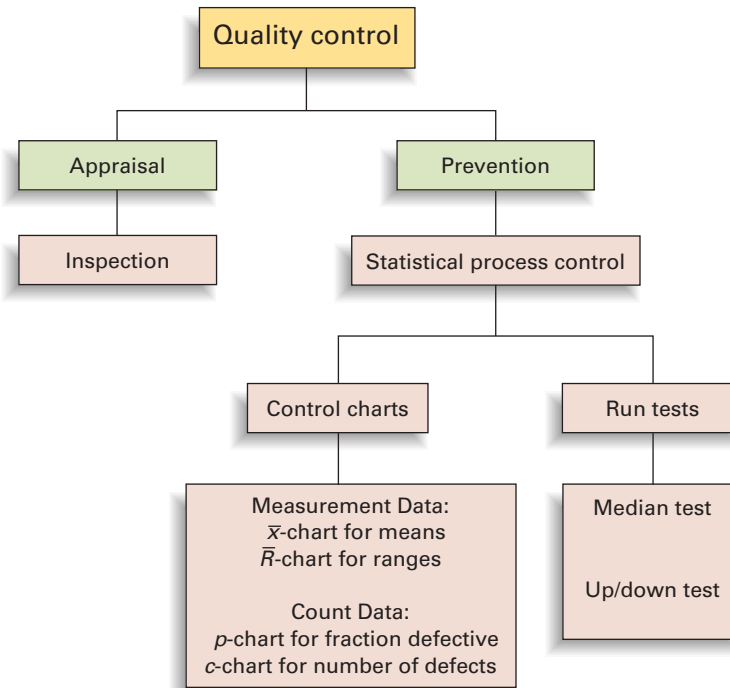 Quality control
Appraisal
Prevention
Inspection
Statistical process control
Control charts
Run tests
Measurement Data:
x̅-chart for means
R̅-chart for ranges
Count Data:
p-chart for fraction defective
c-chart for number of defects
Median test
Up/down test